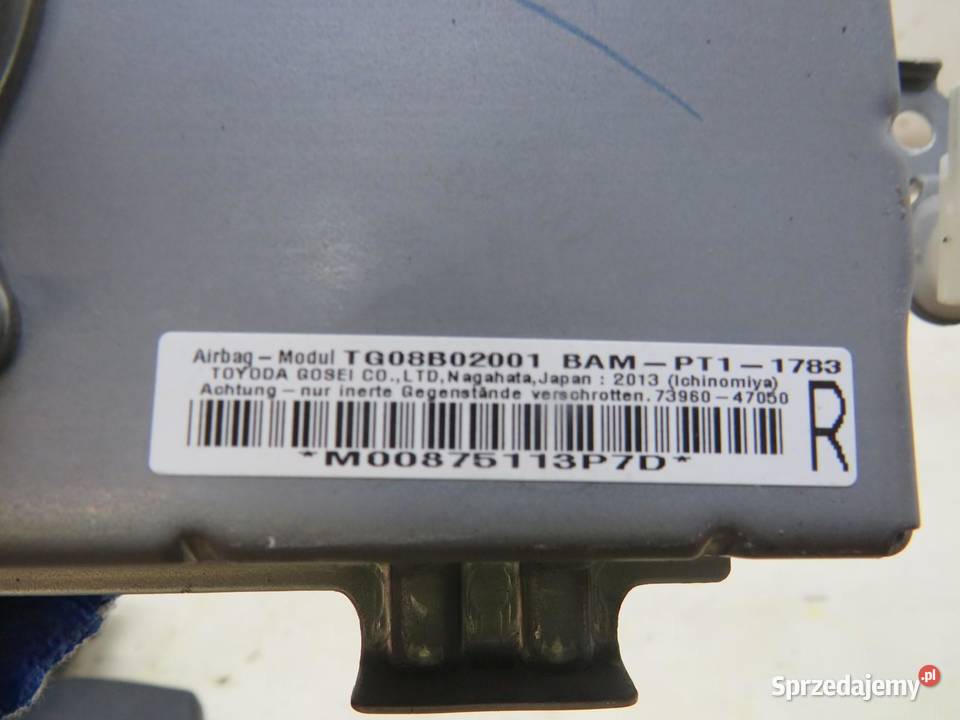 Airbag – Modul TG08B02001 BAM – PT1 – 1783
TOYODA GOSEI CO.,LTD,Nagahata,Japan : 2013 (Ichinomiya)
Achtung – nur inerte Gegenstände verschrotten. 73960 – 47050
R
*M00875113P7D*
Sprzedajemy.pl